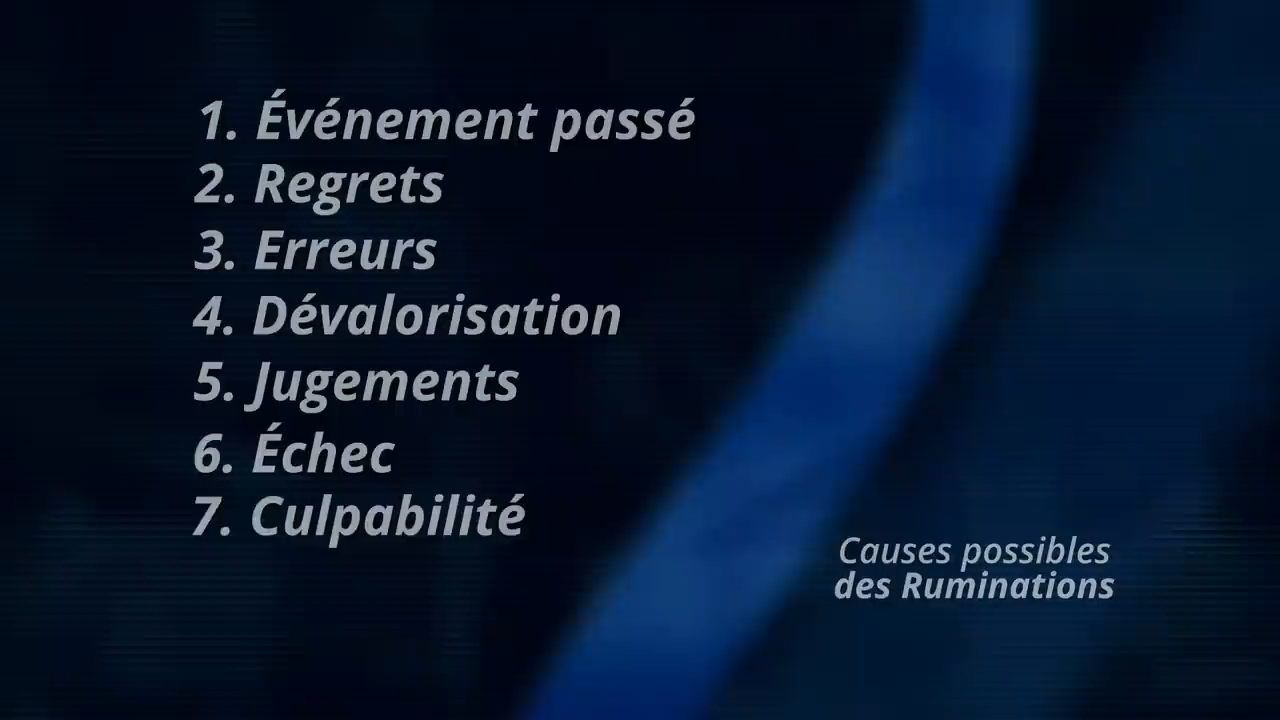 1. Événement passé
2. Regrets
3. Erreurs
4. Dévalorisation
5. Jugements
6. Échec
7. Culpabilité
Causes possibles
des Ruminations